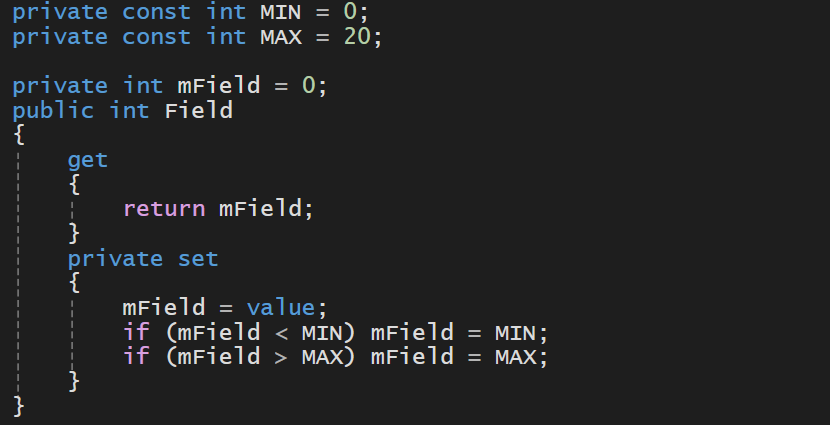 private const int MIN = 0;
private const int MAX = 20;

private int mField = 0;
public int Field
{
    get
    {
        return mField;
    }
    private set
    {
        mField = value;
        if (mField < MIN) mField = MIN;
        if (mField > MAX) mField = MAX;
    }
}